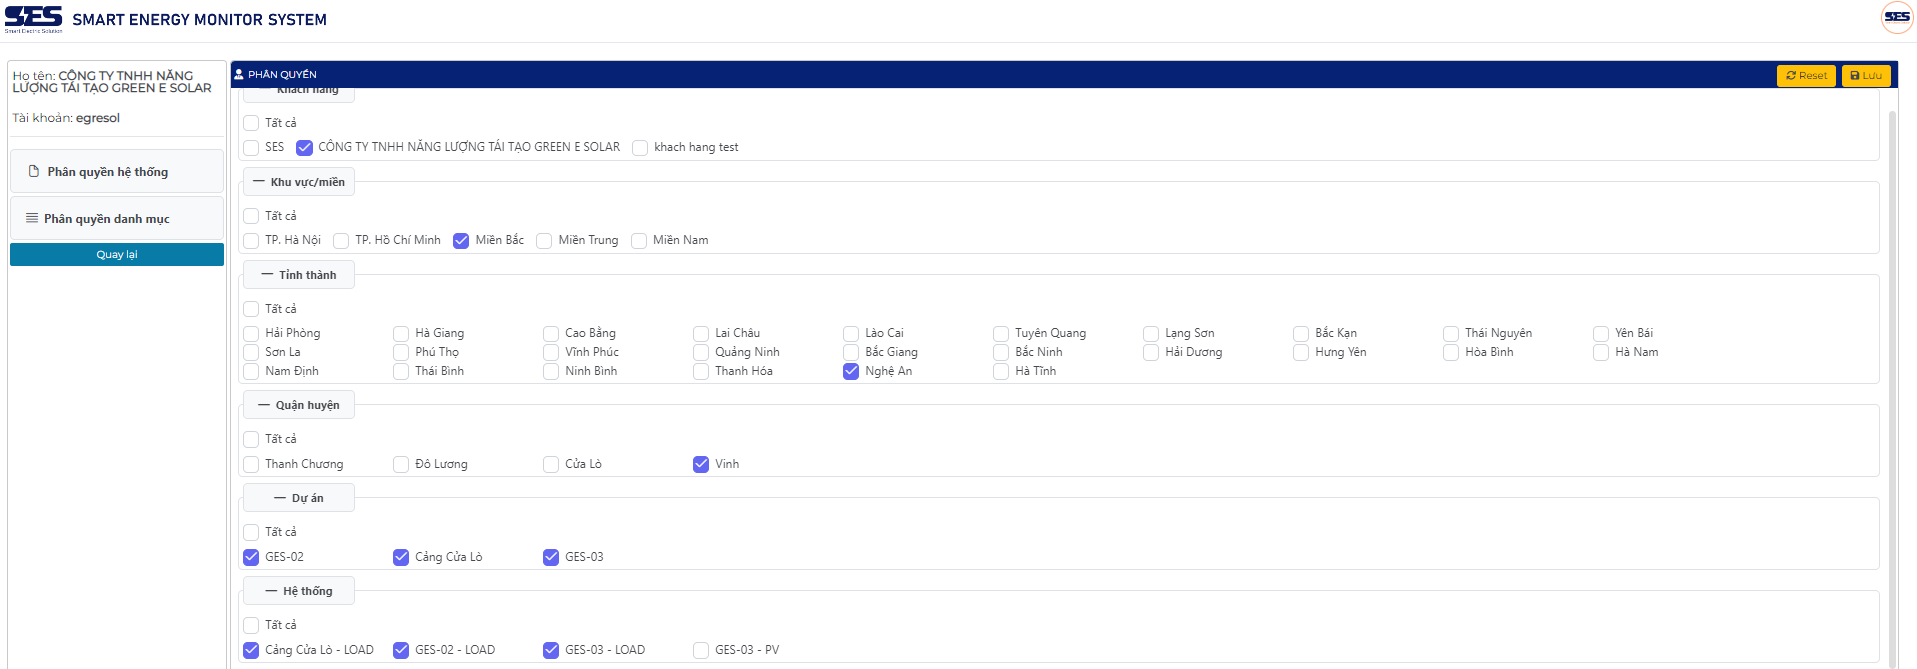 SES
Smart Electric Solution
SMART ENERGY MONITOR SYSTEM
SES
Họ tên: CÔNG TY TNHH NĂNG
LƯỢNG TÁI TẠO GREEN E SOLAR
Tài khoản: egresol
Phân quyền hệ thống
Phân quyền danh mục
Quay lại
PHÂN QUYỀN
Reset
Lưu
Khách hàng
Tất cả
SES CÔNG TY TNHH NĂNG LƯỢNG TÁI TẠO GREEN E SOLAR khach hang test
Khu vực/miền
Tất cả
TP. Hà Nội TP. Hồ Chí Minh Miền Bắc Miền Trung Miền Nam
Tỉnh thành
Tất cả
Hải Phòng Hà Giang Cao Bằng Lai Châu Lào Cai Tuyên Quang Lạng Sơn Bắc Kạn Thái Nguyên Yên Bái
Sơn La Phú Thọ Vĩnh Phúc Quảng Ninh Bắc Giang Bắc Ninh Hải Dương Hưng Yên Hòa Bình Hà Nam
Nam Định Thái Bình Ninh Bình Thanh Hóa Nghệ An Hà Tĩnh
Quận huyện
Tất cả
Thanh Chương Đô Lương Cửa Lò Vinh
Dự án
Tất cả
GES-02 Cảng Cửa Lò GES-03
Hệ thống
Tất cả
Cảng Cửa Lò - LOAD GES-02 - LOAD GES-03 - LOAD GES-03 - PV